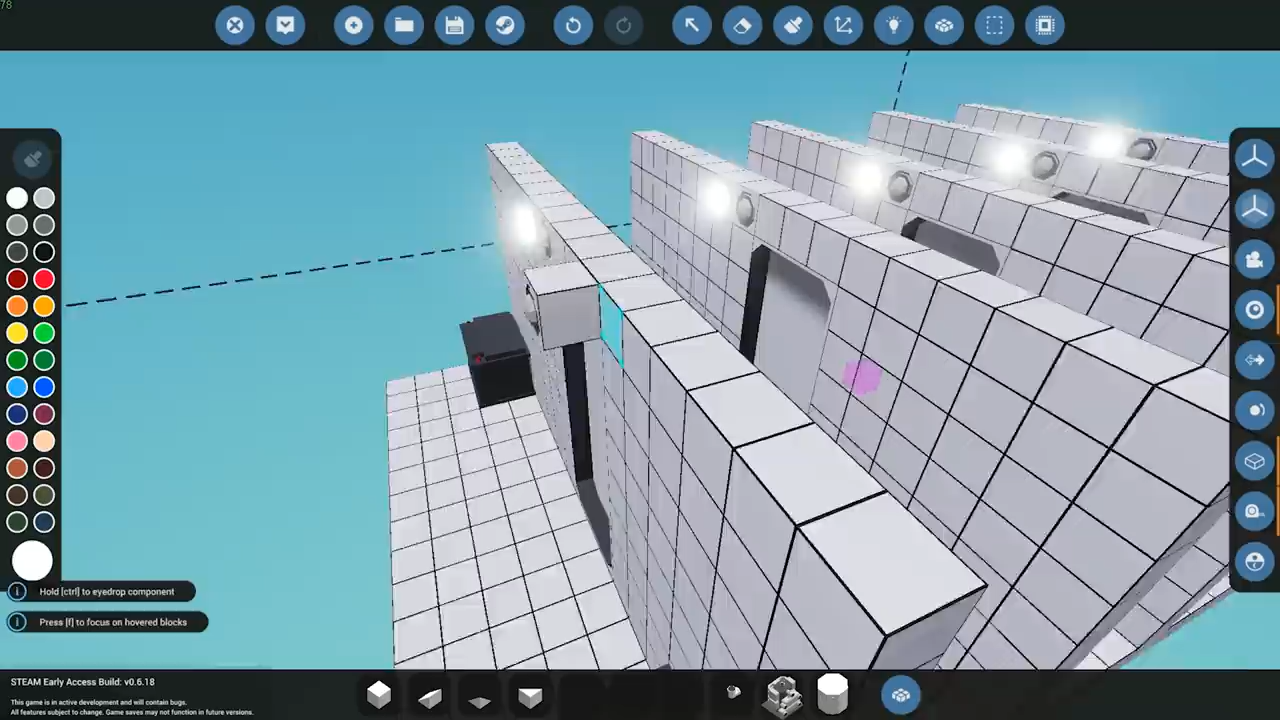 78
Hold [ctrl] to eyedrop component
Press [f] to focus on hovered blocks
STEAM Early Access Build: v0.6.18
This game is in active development and will contain bugs.
All features subject to change. Game saves may not function in future versions.